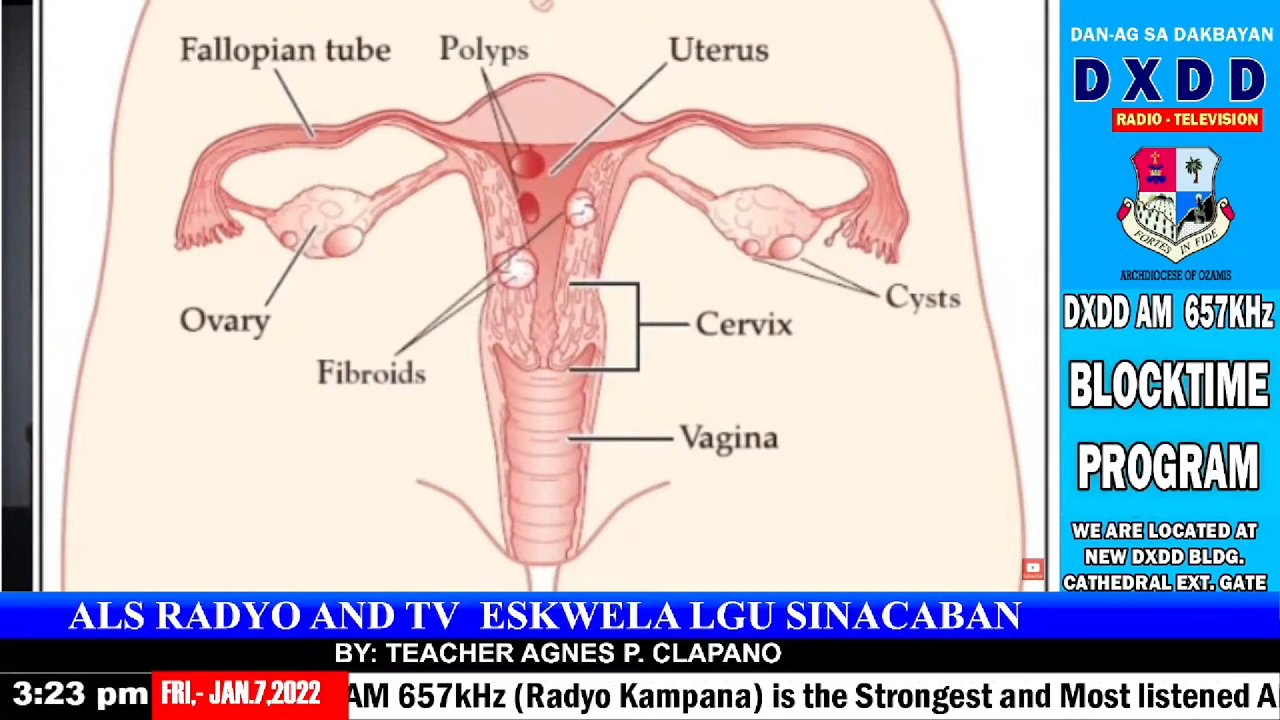 Fallopian tube
Polyps
Uterus
Ovary
Fibroids
Cervix
Cysts
Vagina
DAN-AG SA DAKBAYAN
DXDD
RADIO - TELEVISION
FORTES IN FIDE
ARCHDIOCESE OF OZAMIS
DXDD AM 657KHz
BLOCKTIME
PROGRAM
WE ARE LOCATED AT
NEW DXDD BLDG.
CATHEDRAL EXT. GATE
ALS RADYO AND TV ESKWELA LGU SINACABAN
BY: TEACHER AGNES P. CLAPANO
3:23 pm
FRI,- JAN.7,2022
AM 657kHz (Radyo Kampana) is the Strongest and Most listened A